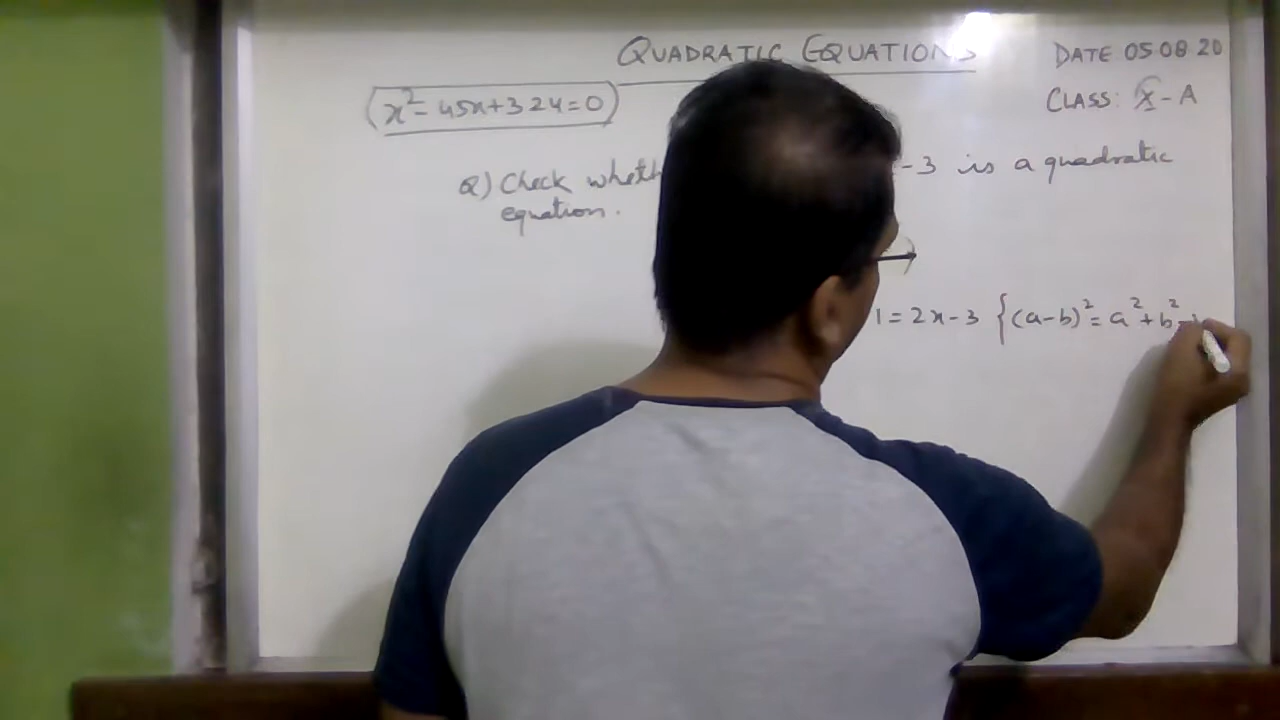 QUADRATIC EQUATIONS DATE 05 08 20
x² - 45x + 324 = 0 CLASS: X - A
Q) Check -3 is a quadratic
equation.
1 = 2x - 3 {(a-b)² = a² + b² -